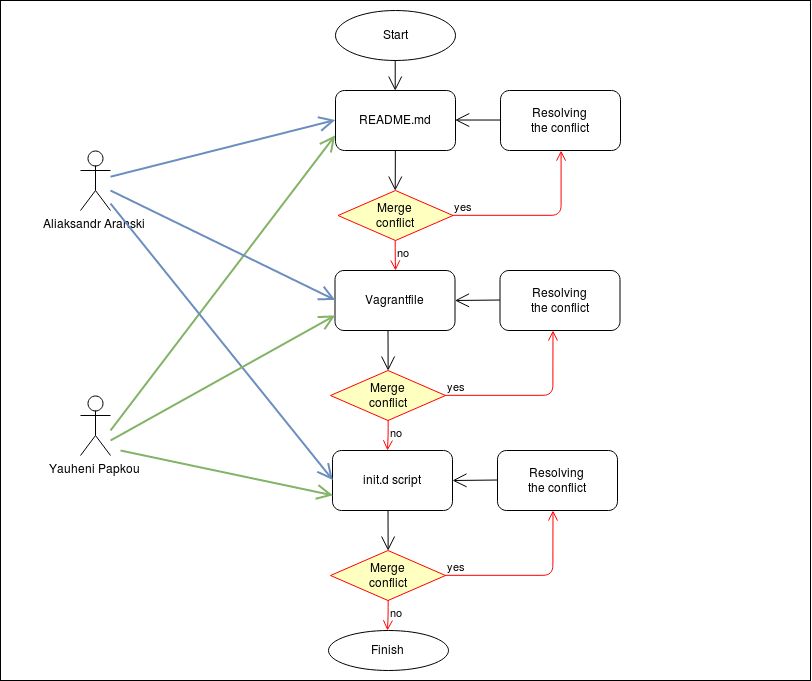 Start
README.md
Resolving
the conflict
Aliaksandr Aranski
Merge
conflict
yes
no
Vagrantfile
Resolving
the conflict
Merge
conflict
yes
no
Yauheni Papkou
init.d script
Resolving
the conflict
Merge
conflict
yes
no
Finish